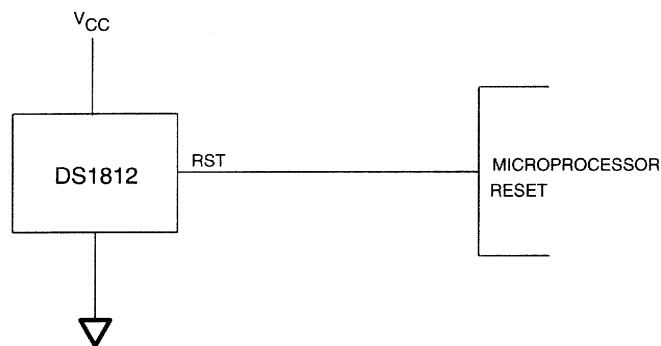 VCC
DS1812
RST
MICROPROCESSOR
RESET